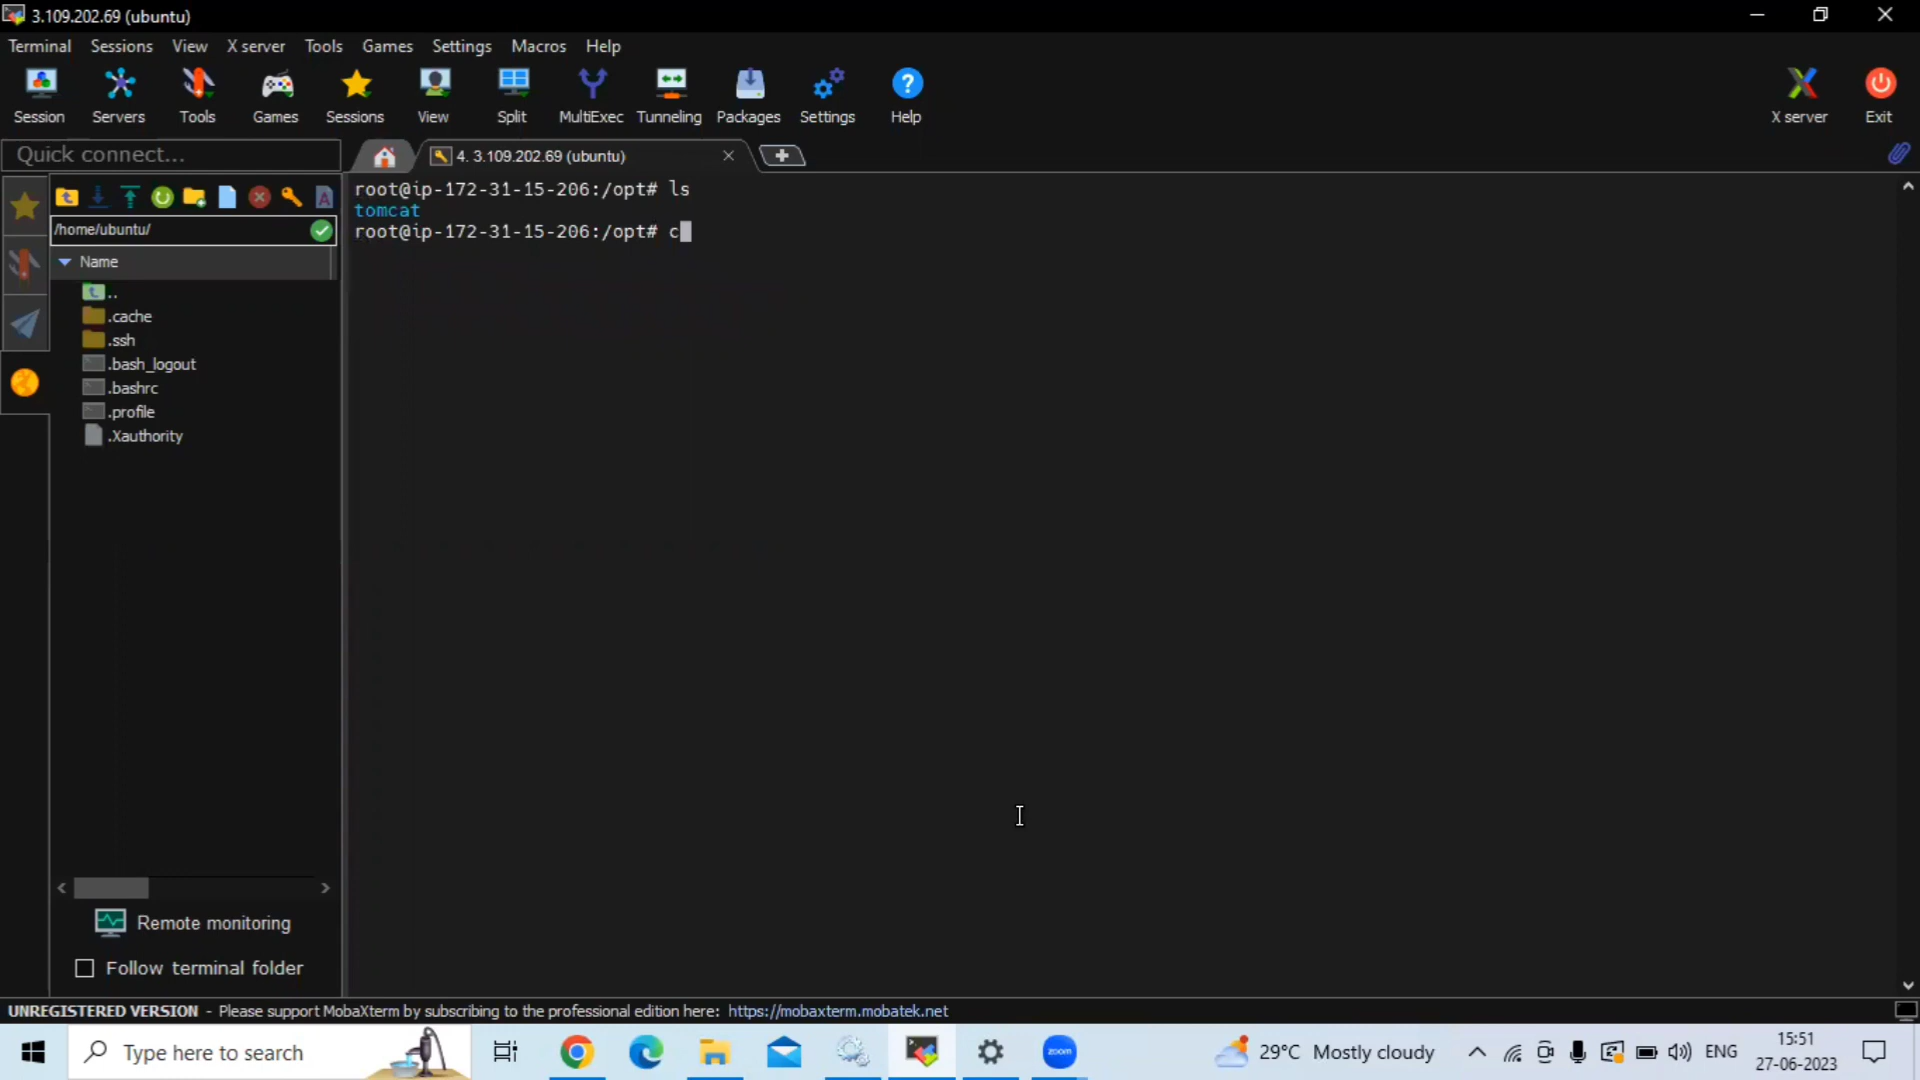 3.109.202.69 (ubuntu)
Terminal Sessions View X server Tools Games Settings Macros Help
Session Servers Tools Games Sessions View Split MultiExec Tunneling Packages Settings Help X server Exit
Quick connect...
4. 3.109.202.69 (ubuntu)
/home/ubuntu/
Name
..
.cache
.ssh
.bash_logout
.bashrc
.profile
.Xauthority
root@ip-172-31-15-206:/opt# ls
tomcat
root@ip-172-31-15-206:/opt# c
Remote monitoring
Follow terminal folder
UNREGISTERED VERSION - Please support MobaXterm by subscribing to the professional edition here: https://mobaxterm.mobatek.net
Type here to search
zoom
29°C Mostly cloudy
ENG
15:51
27-06-2023